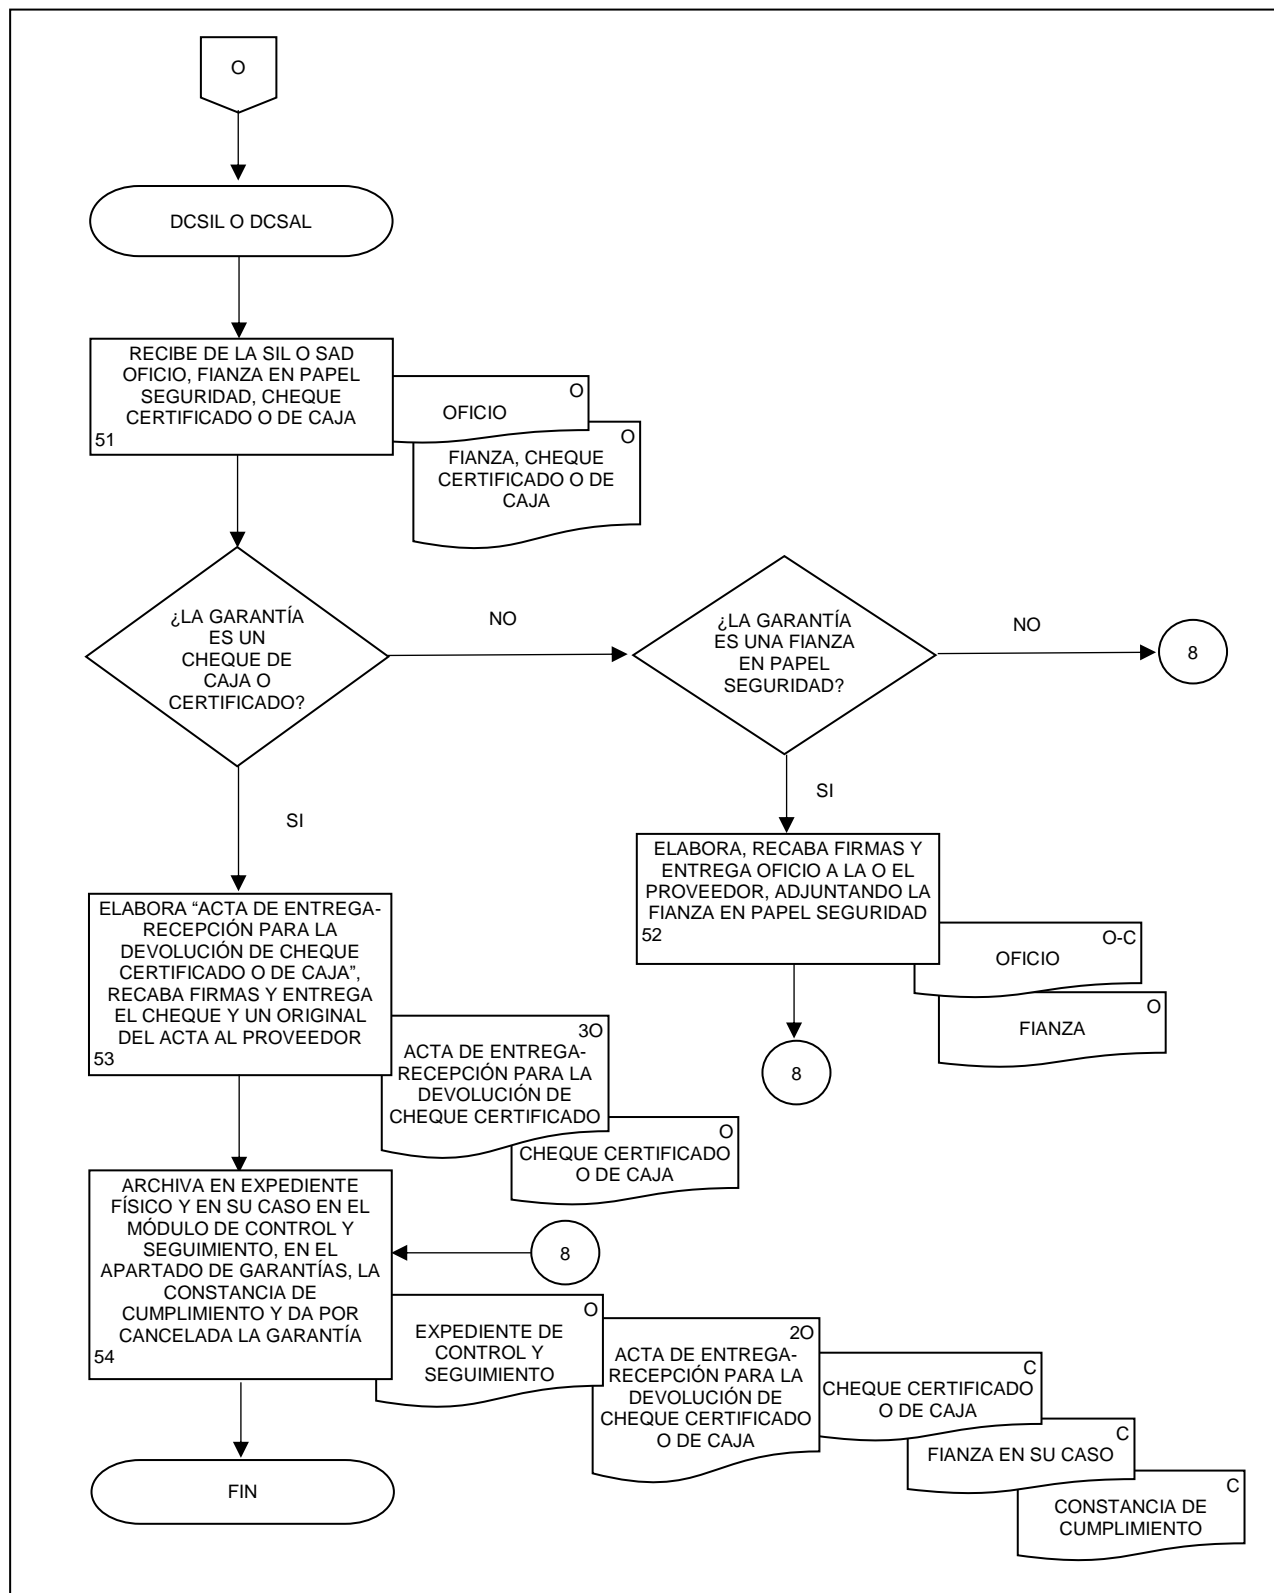 O
DCSIL O DCSAL
RECIBE DE LA SIL O SAD
OFICIO, FIANZA EN PAPEL
SEGURIDAD, CHEQUE
CERTIFICADO O DE CAJA
51
O
OFICIO
O
FIANZA, CHEQUE
CERTIFICADO O DE
CAJA
¿LA GARANTÍA
ES UN
CHEQUE DE
CAJA O
CERTIFICADO?
NO
¿LA GARANTÍA
ES UNA FIANZA
EN PAPEL
SEGURIDAD?
NO
8
SI
SI
ELABORA, RECABA FIRMAS Y
ENTREGA OFICIO A LA O EL
PROVEEDOR, ADJUNTANDO LA
FIANZA EN PAPEL SEGURIDAD
52
O-C
OFICIO
O
FIANZA
8
ELABORA “ACTA DE ENTREGA-
RECEPCIÓN PARA LA
DEVOLUCIÓN DE CHEQUE
CERTIFICADO O DE CAJA”,
RECABA FIRMAS Y ENTREGA
EL CHEQUE Y UN ORIGINAL
DEL ACTA AL PROVEEDOR
53
3O
ACTA DE ENTREGA-
RECEPCIÓN PARA LA
DEVOLUCIÓN DE
CHEQUE CERTIFICADO
O
CHEQUE CERTIFICADO
O DE CAJA
ARCHIVA EN EXPEDIENTE
FÍSICO Y EN SU CASO EN EL
MÓDULO DE CONTROL Y
SEGUIMIENTO, EN EL
APARTADO DE GARANTÍAS, LA
CONSTANCIA DE
CUMPLIMIENTO Y DA POR
CANCELADA LA GARANTÍA
54
8
O
EXPEDIENTE DE
CONTROL Y
SEGUIMIENTO
2O
ACTA DE ENTREGA-
RECEPCIÓN PARA LA
DEVOLUCIÓN DE
CHEQUE CERTIFICADO
O DE CAJA
C
CHEQUE CERTIFICADO
O DE CAJA
C
FIANZA EN SU CASO
C
CONSTANCIA DE
CUMPLIMIENTO
FIN